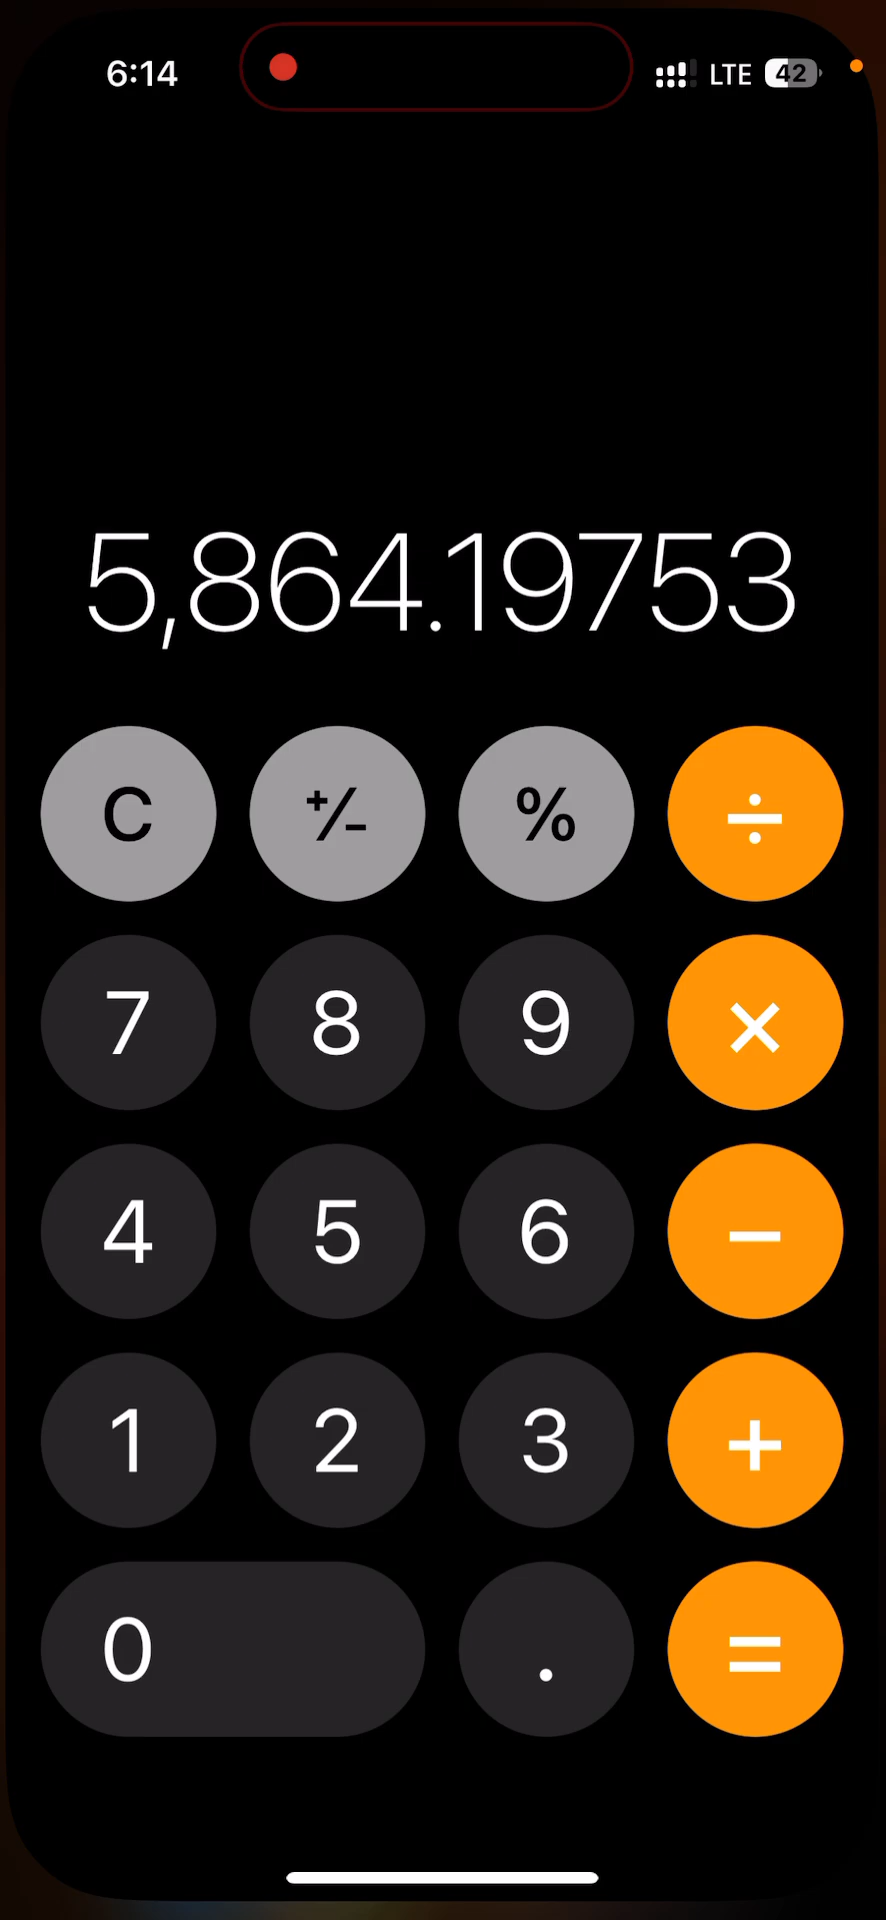 6:14 LTE 42
5,864.19753
C +/- % ÷
7 8 9 ×
4 5 6 −
1 2 3 +
0 . =